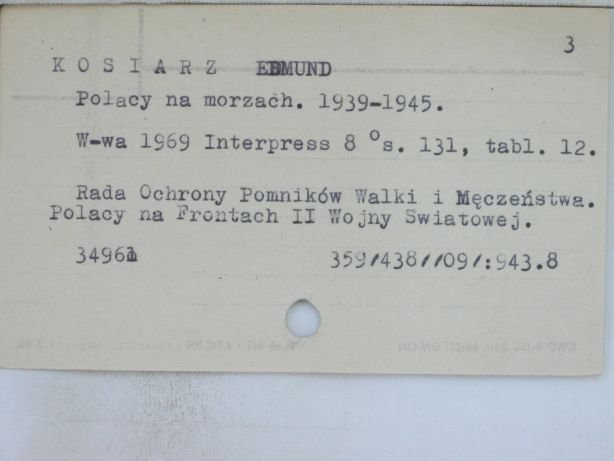 3
K O S I A R Z EDMUND
Polacy na morzach. 1939-1945.
W-wa 1969 Interpress 8 °s. 131, tabl. 12.
Rada Ochrony Pomników Walki i Męczeństwa.
Polacy na Frontach II Wojny Swiatowej.
34961 359/438//09/:943.8